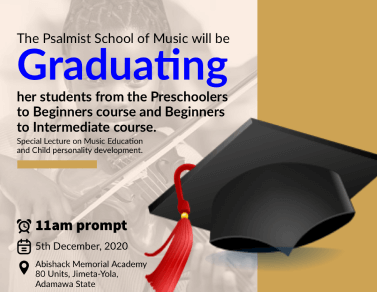 The Psalmist School of Music will be
Graduating
her students from the Preschoolers
to Beginners course and Beginners
to Intermediate course.
Special Lecture on Music Education
and Child personality development.
11am prompt
5th December, 2020
Abishack Memorial Academy
80 Units, Jimeta-Yola,
Adamawa State